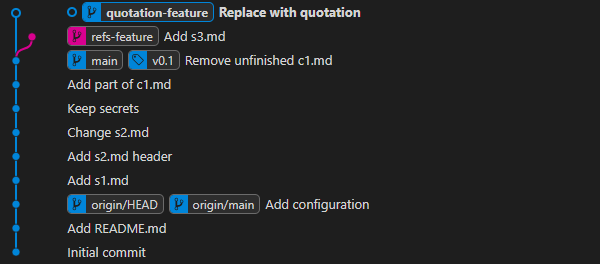 quotation-feature Replace with quotation
refs-feature Add s3.md
main v0.1 Remove unfinished c1.md
Add part of c1.md
Keep secrets
Change s2.md
Add s2.md header
Add s1.md
origin/HEAD origin/main Add configuration
Add README.md
Initial commit